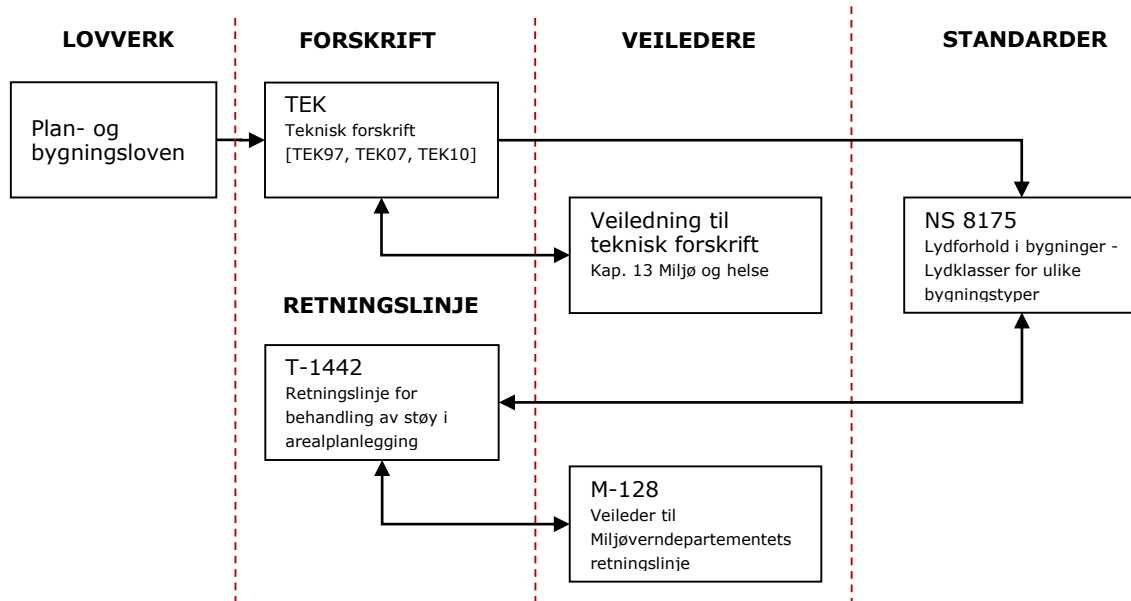 LOVVERK
FORSKRIFT
VEILEDERE
STANDARDER
Plan- og
bygningsloven
TEK
Teknisk forskrift
[TEK97, TEK07, TEK10]
Veiledning til
teknisk forskrift
Kap. 13 Miljø og helse
NS 8175
Lydforhold i bygninger -
Lydklasser for ulike
bygningstyper
RETNINGSLINJE
T-1442
Retningslinje for
behandling av støy i
arealplanlegging
M-128
Veileder til
Miljøverndepartementets
retningslinje